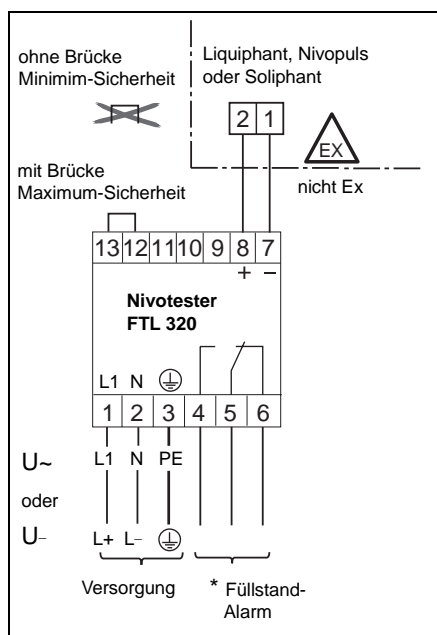 ohne Brücke
Minimim-Sicherheit
Liquiphant, Nivopuls
oder Soliphant
2 1
EX
nicht Ex
mit Brücke
Maximum-Sicherheit
13 12 11 10 9 8 7
+ –
Nivotester
FTL 320
L1 N
1 2 3 4 5 6
U~ L1 N PE
oder
U– L+ L–
Versorgung
* Füllstand-
Alarm